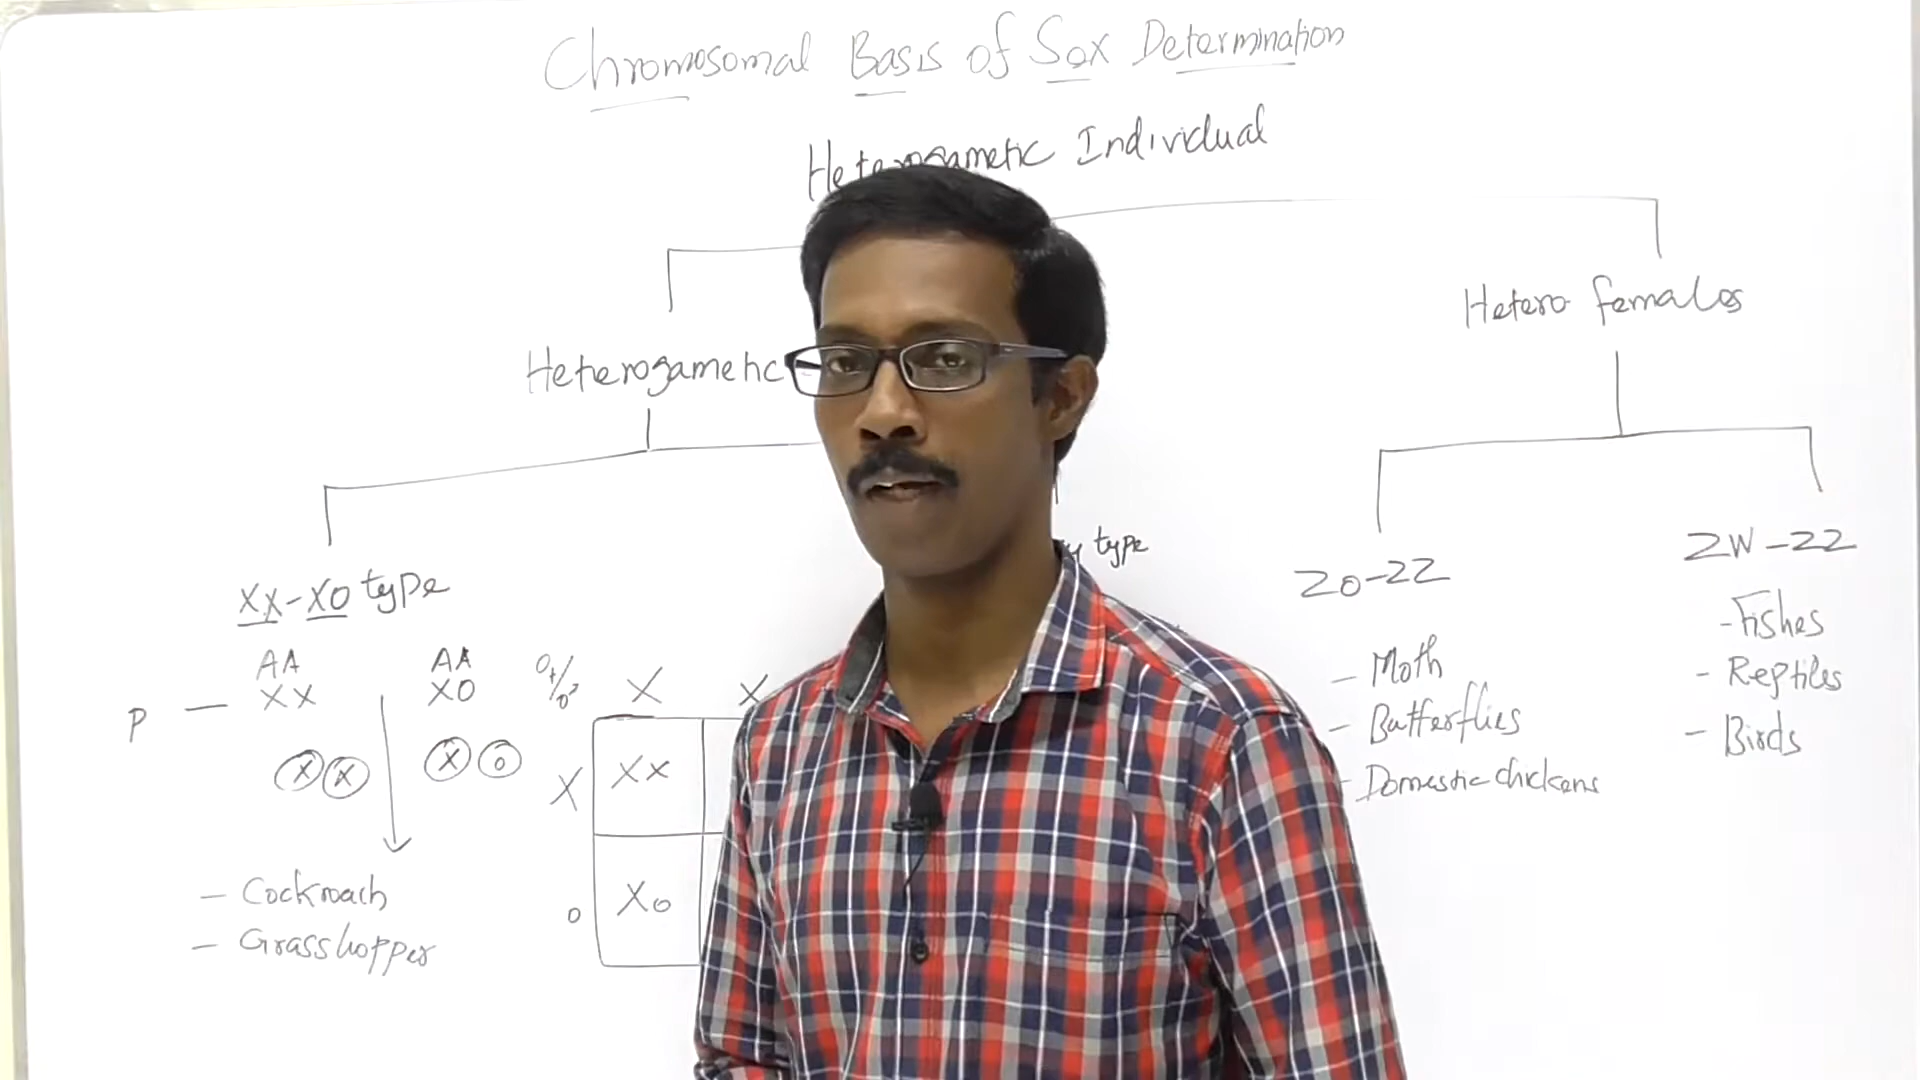 Chromosomal Basis of Sex Determination
Heterogametic Individual
Hetero females
Heterogametic
y type
XX-XO type
ZO-ZZ
ZW-ZZ
AA AA
P — XX XO
X X
X X X O
XX
X
XO
O
- Cockroach
- Grasshopper
- Moth
- Butterflies
- Domestic chickens
- Fishes
- Reptiles
- Birds